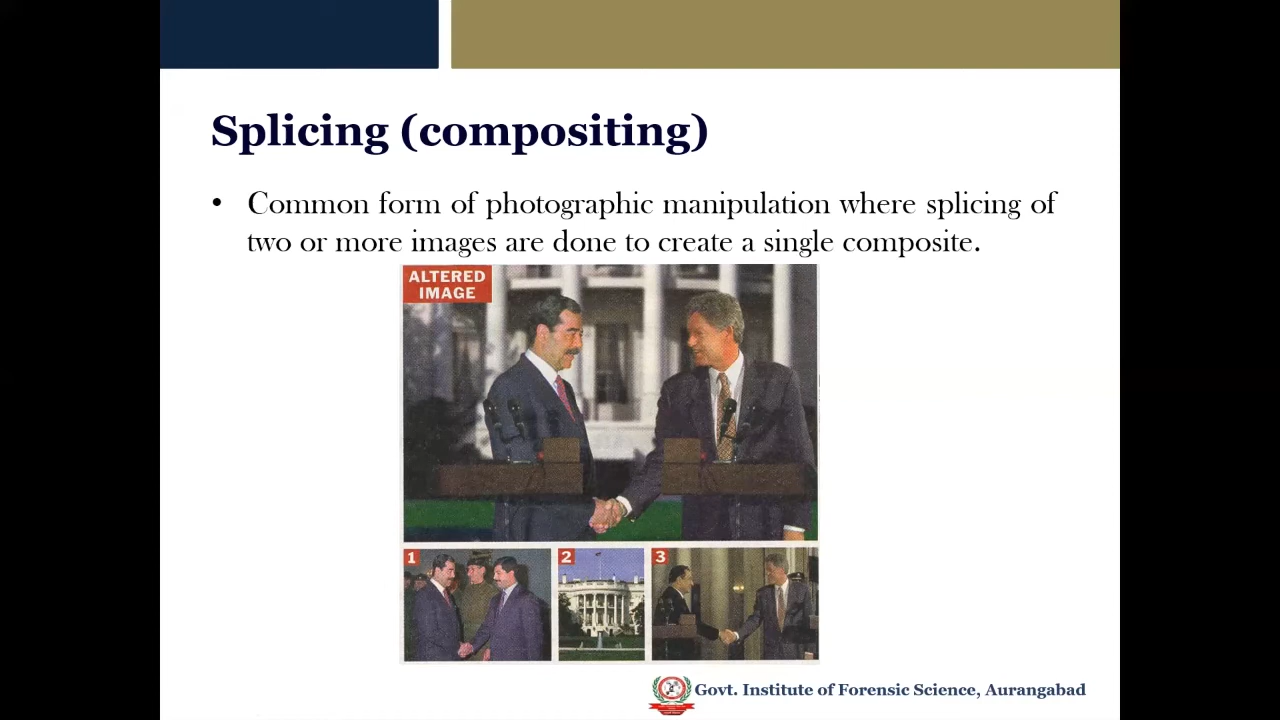 Splicing (compositing)
• Common form of photographic manipulation where splicing of
two or more images are done to create a single composite.
ALTERED
IMAGE
1
2
3
Govt. Institute of Forensic Science, Aurangabad